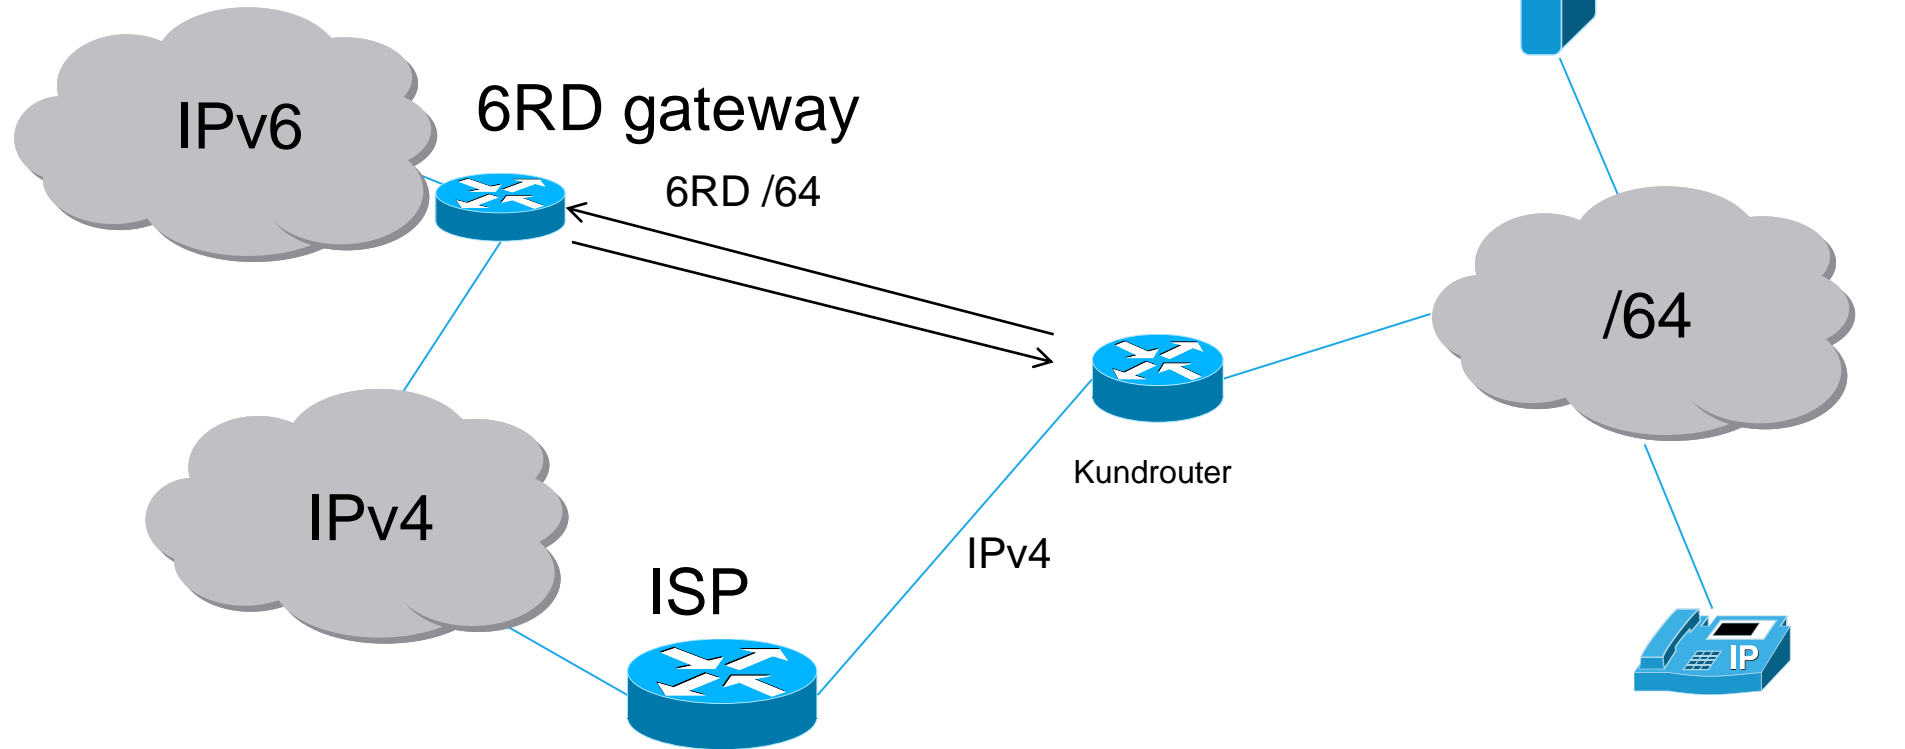 IPv6
6RD gateway
6RD /64
/64
Kundrouter
IPv4
IPv4
ISP
IP